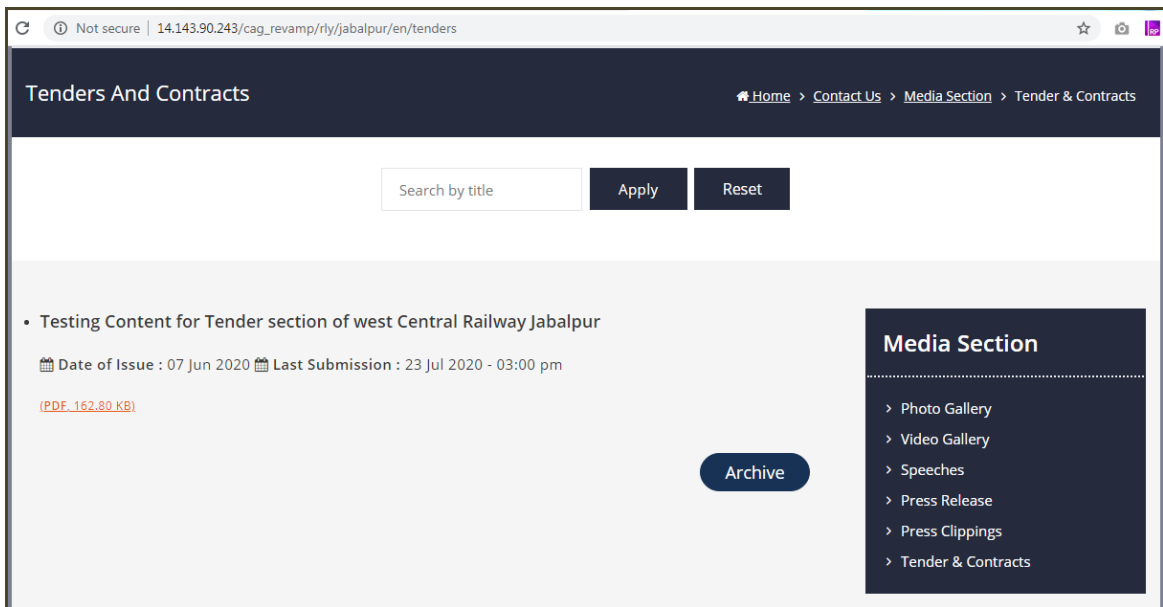 Not secure | 14.143.90.243/cag_revamp/rly/jabalpur/en/tenders
RP
Tenders And Contracts
Home > Contact Us > Media Section > Tender & Contracts
Search by title
Apply
Reset
• Testing Content for Tender section of west Central Railway Jabalpur
Date of Issue : 07 Jun 2020 Last Submission : 23 Jul 2020 - 03:00 pm
(PDF, 162.80 KB)
Archive
Media Section
> Photo Gallery
> Video Gallery
> Speeches
> Press Release
> Press Clippings
> Tender & Contracts